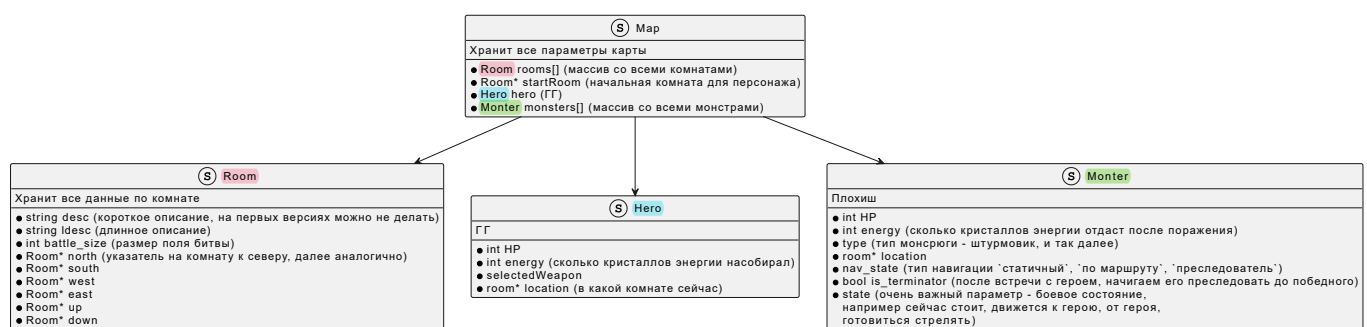 S Map
Хранит все параметры карты
Room rooms[] (массив со всеми комнатами)
Room* startRoom (начальная комната для персонажа)
Hero hero (ГГ)
Monter monsters[] (массив со всеми монстрами)
S Room
Хранит все данные по комнате
string desc (короткое описание, на первых версиях можно не делать)
string ldesc (длинное описание)
int battle_size (размер поля битвы)
Room* north (указатель на комнату к северу, далее аналогично)
Room* south
Room* west
Room* east
Room* up
Room* down
S Hero
ГГ
int HP
int energy (сколько кристаллов энергии насобирал)
selectedWeapon
room* location (в какой комнате сейчас)
S Monter
Плохиш
int HP
int energy (сколько кристаллов энергии отдаст после поражения)
type (тип монсрюги - штурмовик, и так далее)
room* location
nav_state (тип навигации `статичный`, `по маршруту`, `преследователь`)
bool is_terminator (после встречи с героем, начигаем его преследовать до победного)
state (очень важный параметр - боевое состояние,
например сейчас стоит, движется к герою, от героя,
готовиться стрелять)